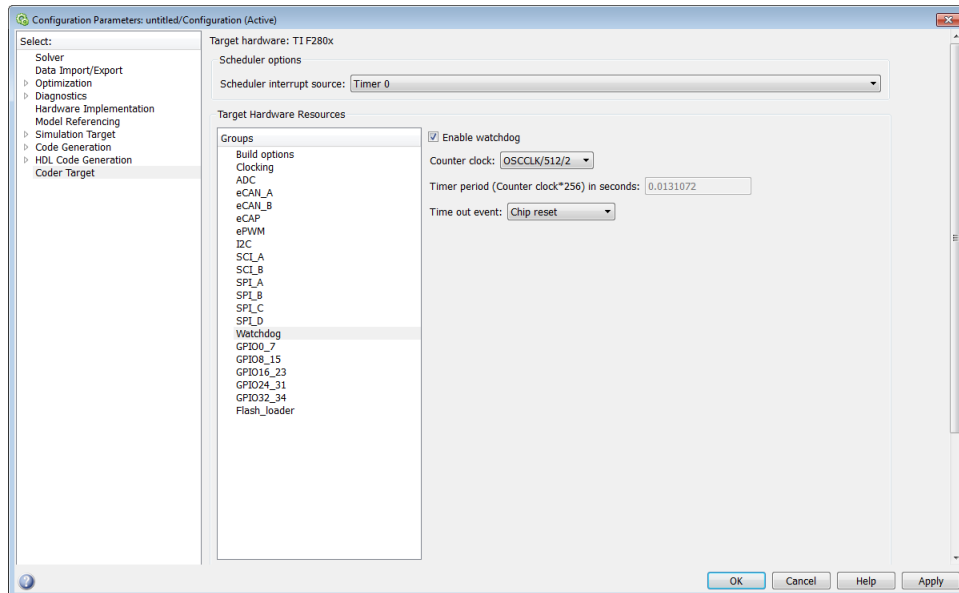 Configuration Parameters: untitled/Configuration (Active)
Select:
Solver
Data Import/Export
Optimization
Diagnostics
Hardware Implementation
Model Referencing
Simulation Target
Code Generation
HDL Code Generation
Coder Target
Target hardware: TI F280x
Scheduler options
Scheduler interrupt source: Timer 0
Target Hardware Resources
Groups
Build options
Clocking
ADC
eCAN_A
eCAN_B
eCAP
ePWM
I2C
SCI_A
SCI_B
SPI_A
SPI_B
SPI_C
SPI_D
Watchdog
GPIO0_7
GPIO8_15
GPIO16_23
GPIO24_31
GPIO32_34
Flash_loader
Enable watchdog
Counter clock: OSCCLK/512/2
Timer period (Counter clock*256) in seconds: 0.0131072
Time out event: Chip reset
OK Cancel Help Apply